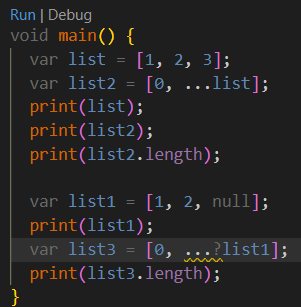 Run | Debug
void main() {
  var list = [1, 2, 3];
  var list2 = [0, ...list];
  print(list);
  print(list2);
  print(list2.length);

  var list1 = [1, 2, null];
  print(list1);
  var list3 = [0, ...?list1];
  print(list3.length);
}